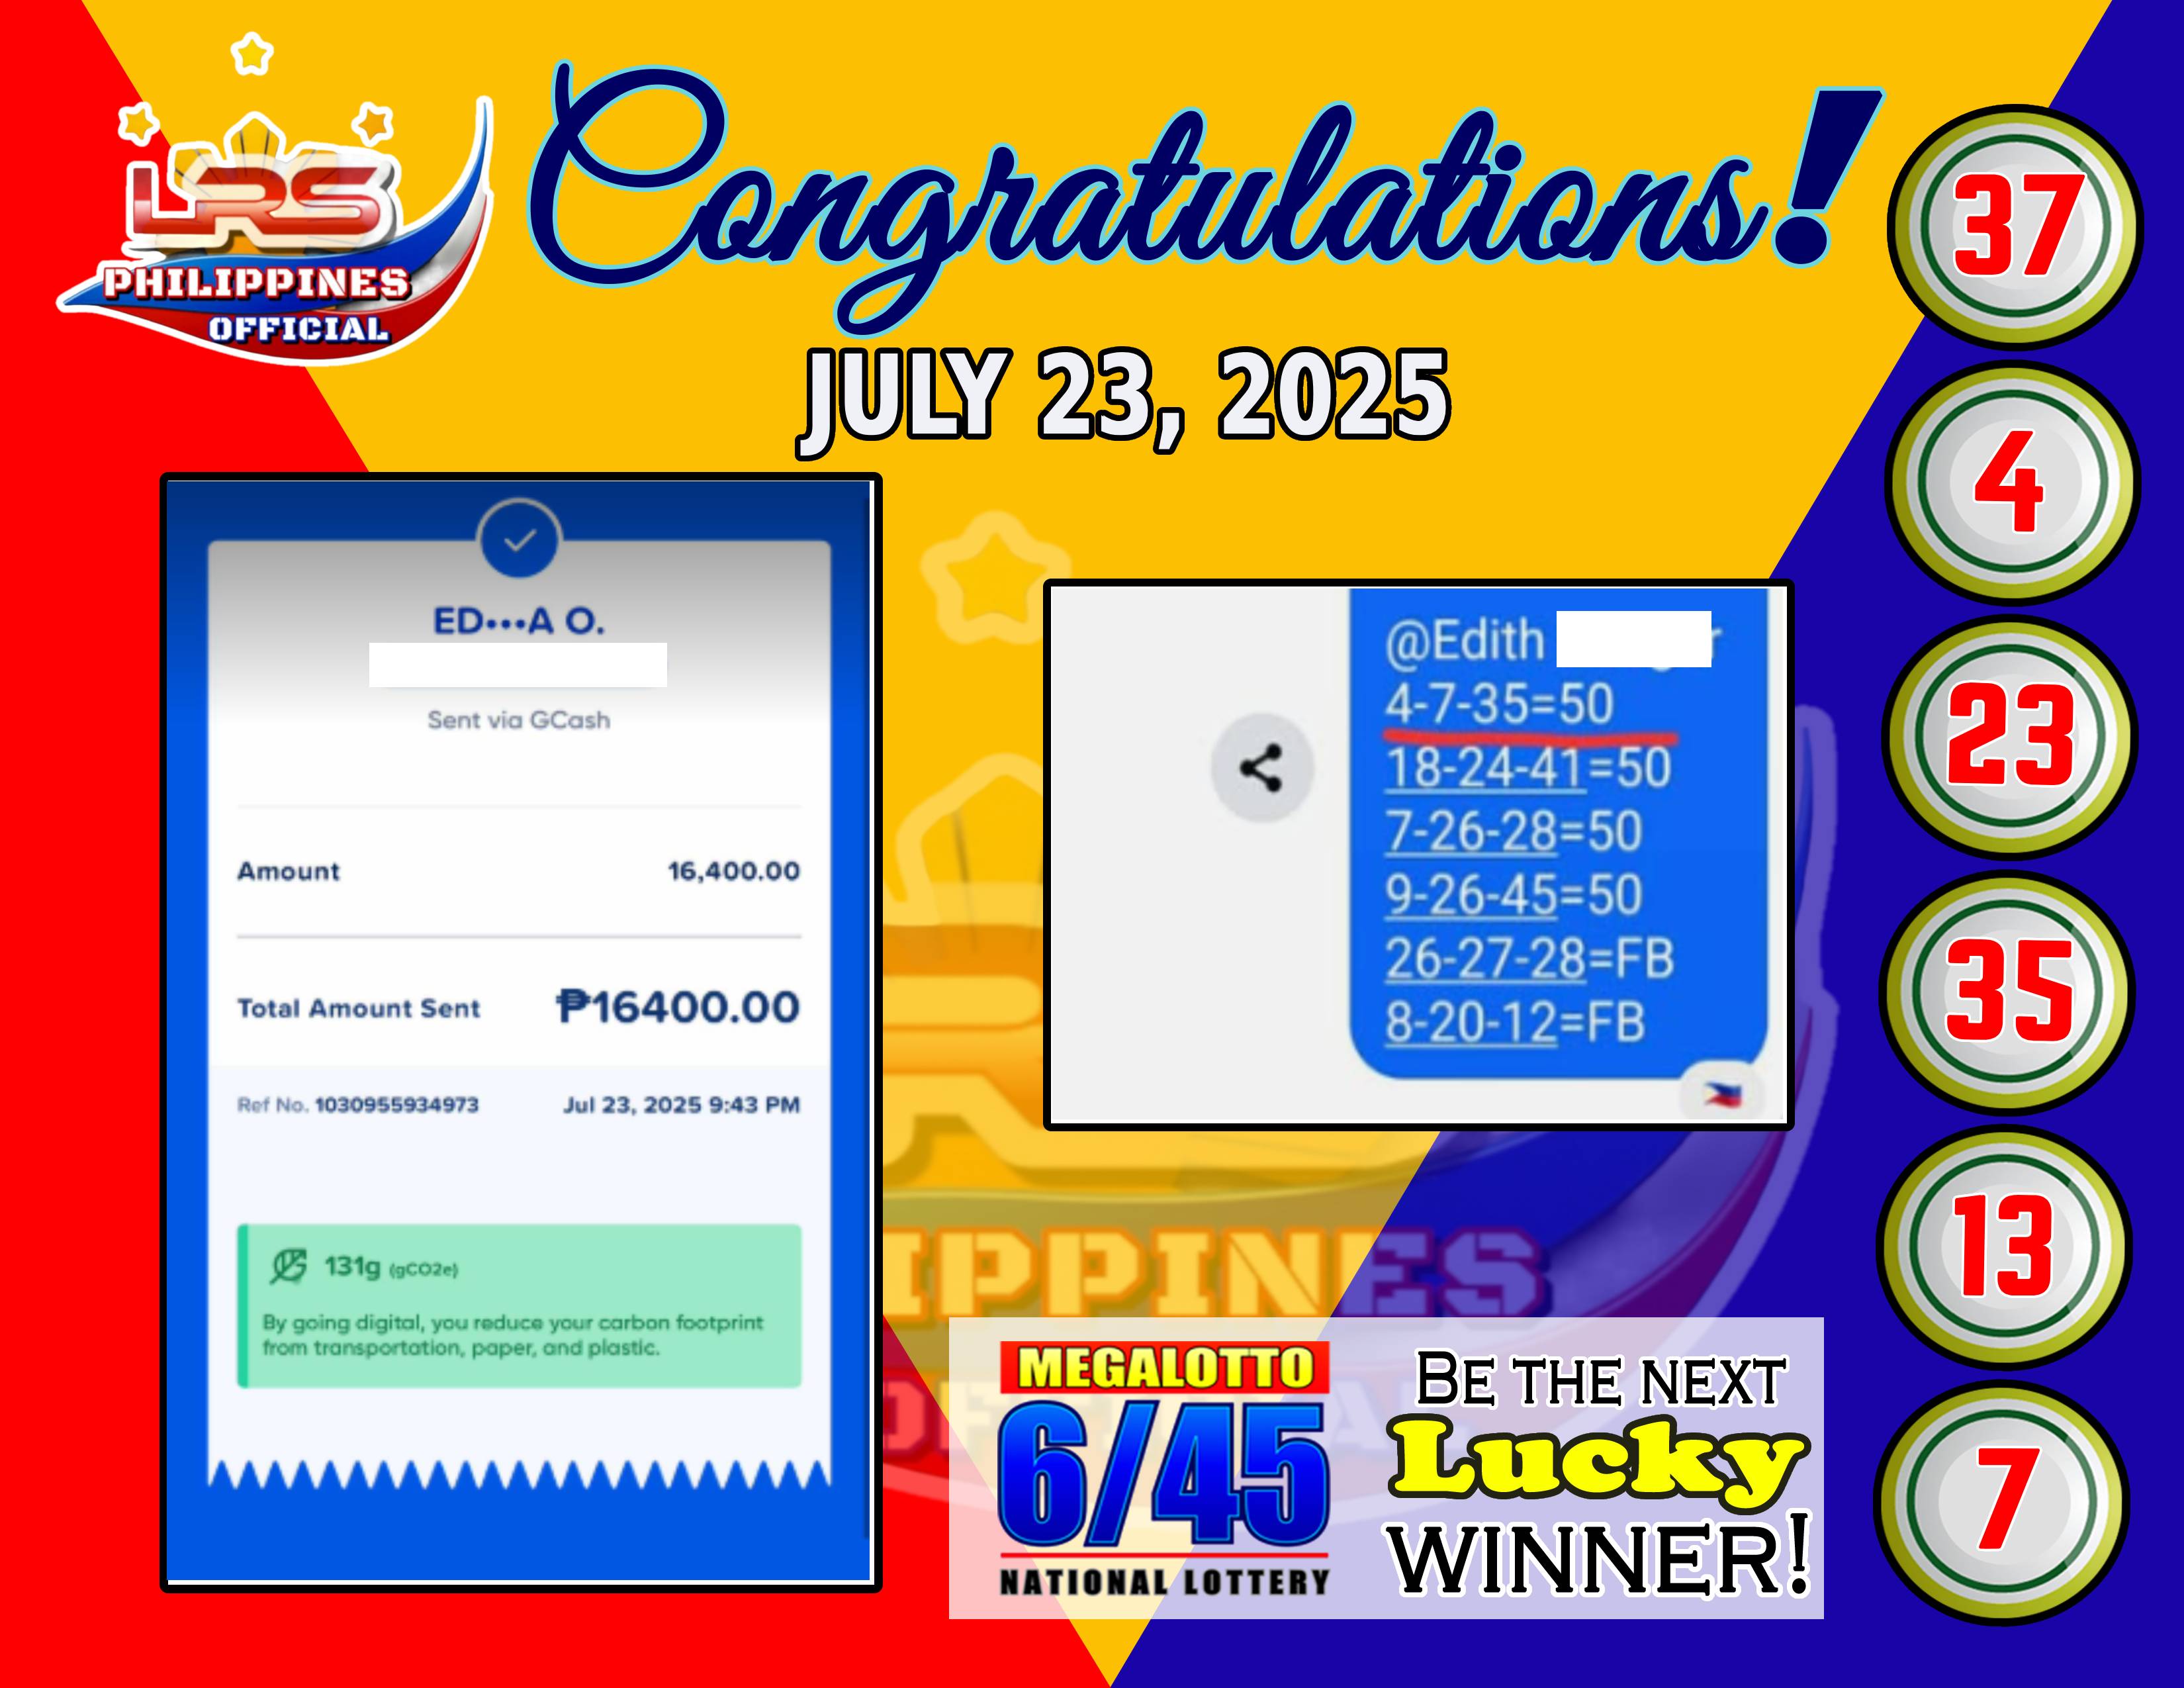 LRS
PHILIPPINES
OFFICIAL
Congratulations!
JULY 23, 2025
ED•••A O.
Sent via GCash
Amount 16,400.00
Total Amount Sent ₱16400.00
Ref No. 1030955934973 Jul 23, 2025 9:43 PM
131g (gCO2e)
By going digital, you reduce your carbon footprint
from transportation, paper, and plastic.
@Edith
4-7-35=50
18-24-41=50
7-26-28=50
9-26-45=50
26-27-28=FB
8-20-12=FB
MEGALOTTO
6/45
NATIONAL LOTTERY
BE THE NEXT
Lucky
WINNER!
37
4
23
35
13
7